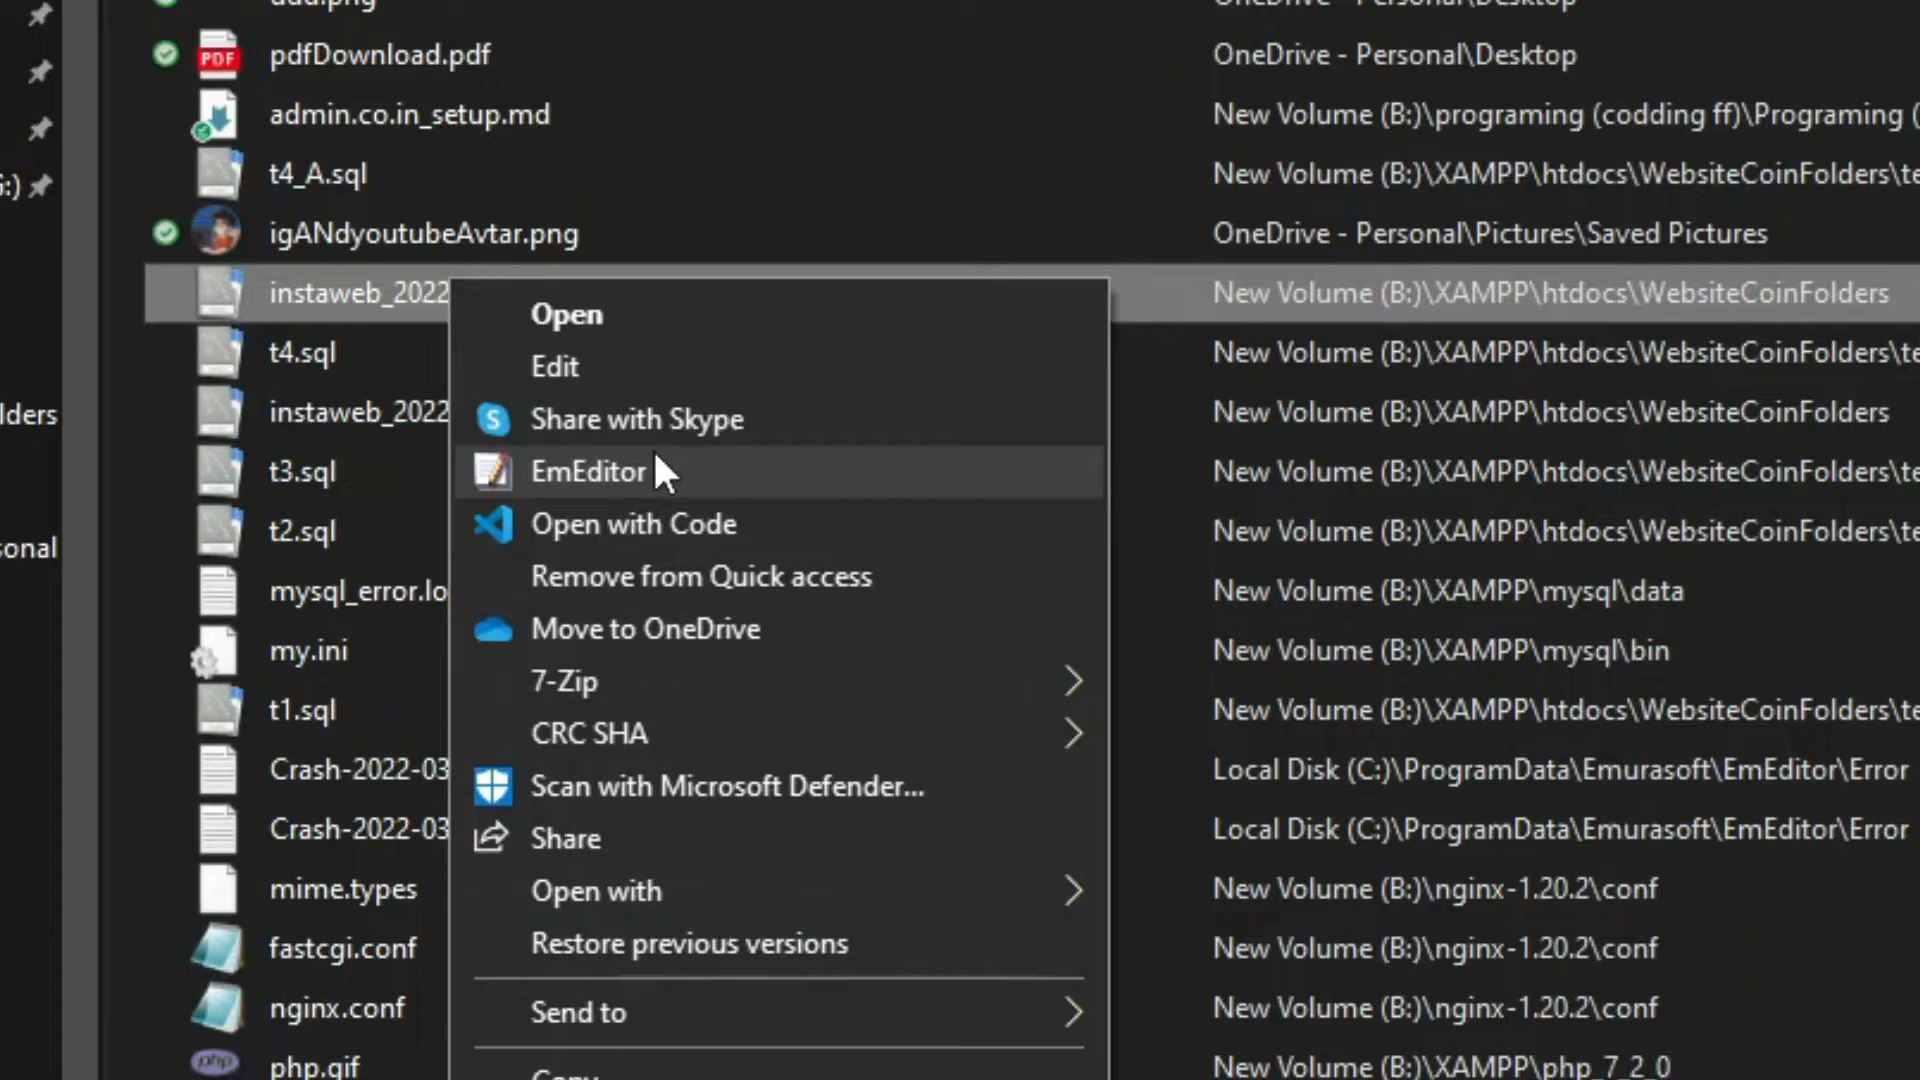 add.png OneDrive - Personal\Desktop
pdfDownload.pdf OneDrive - Personal\Desktop
admin.co.in_setup.md New Volume (B:)\programing (codding ff)\Programing (
t4_A.sql New Volume (B:)\XAMPP\htdocs\WebsiteCoinFolders\te
G:)
igANdyoutubeAvtar.png OneDrive - Personal\Pictures\Saved Pictures
instaweb_2022 New Volume (B:)\XAMPP\htdocs\WebsiteCoinFolders
Open
t4.sql New Volume (B:)\XAMPP\htdocs\WebsiteCoinFolders\te
Edit
lders
instaweb_2022 New Volume (B:)\XAMPP\htdocs\WebsiteCoinFolders
Share with Skype
t3.sql New Volume (B:)\XAMPP\htdocs\WebsiteCoinFolders\te
EmEditor
t2.sql New Volume (B:)\XAMPP\htdocs\WebsiteCoinFolders\te
Open with Code
sonal
mysql_error.lo New Volume (B:)\XAMPP\mysql\data
Remove from Quick access
my.ini New Volume (B:)\XAMPP\mysql\bin
Move to OneDrive
7-Zip
t1.sql New Volume (B:)\XAMPP\htdocs\WebsiteCoinFolders\te
CRC SHA
Crash-2022-03 Local Disk (C:)\ProgramData\Emurasoft\EmEditor\Error
Scan with Microsoft Defender...
Crash-2022-03 Local Disk (C:)\ProgramData\Emurasoft\EmEditor\Error
Share
mime.types New Volume (B:)\nginx-1.20.2\conf
Open with
fastcgi.conf New Volume (B:)\nginx-1.20.2\conf
Restore previous versions
nginx.conf New Volume (B:)\nginx-1.20.2\conf
Send to
php.gif New Volume (B:)\XAMPP\php_7_2_0
Copy